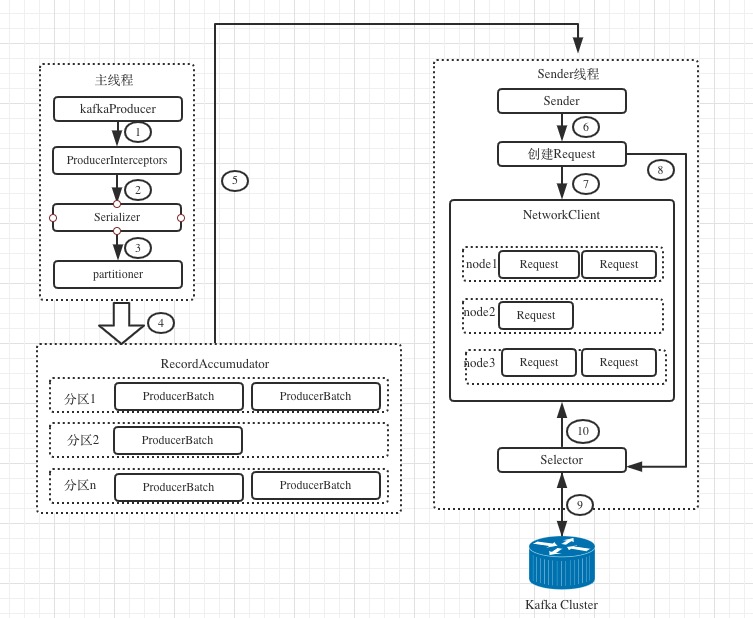 主线程
kafkaProducer
1
ProducerInterceptors
2
Serializer
3
partitioner
4
RecordAccumudator
分区1
ProducerBatch
ProducerBatch
分区2
ProducerBatch
分区n
ProducerBatch
ProducerBatch
5
Sender线程
Sender
6
创建Request
7
8
NetworkClient
node1
Request
Request
node2
Request
node3
Request
Request
10
Selector
9
Kafka Cluster